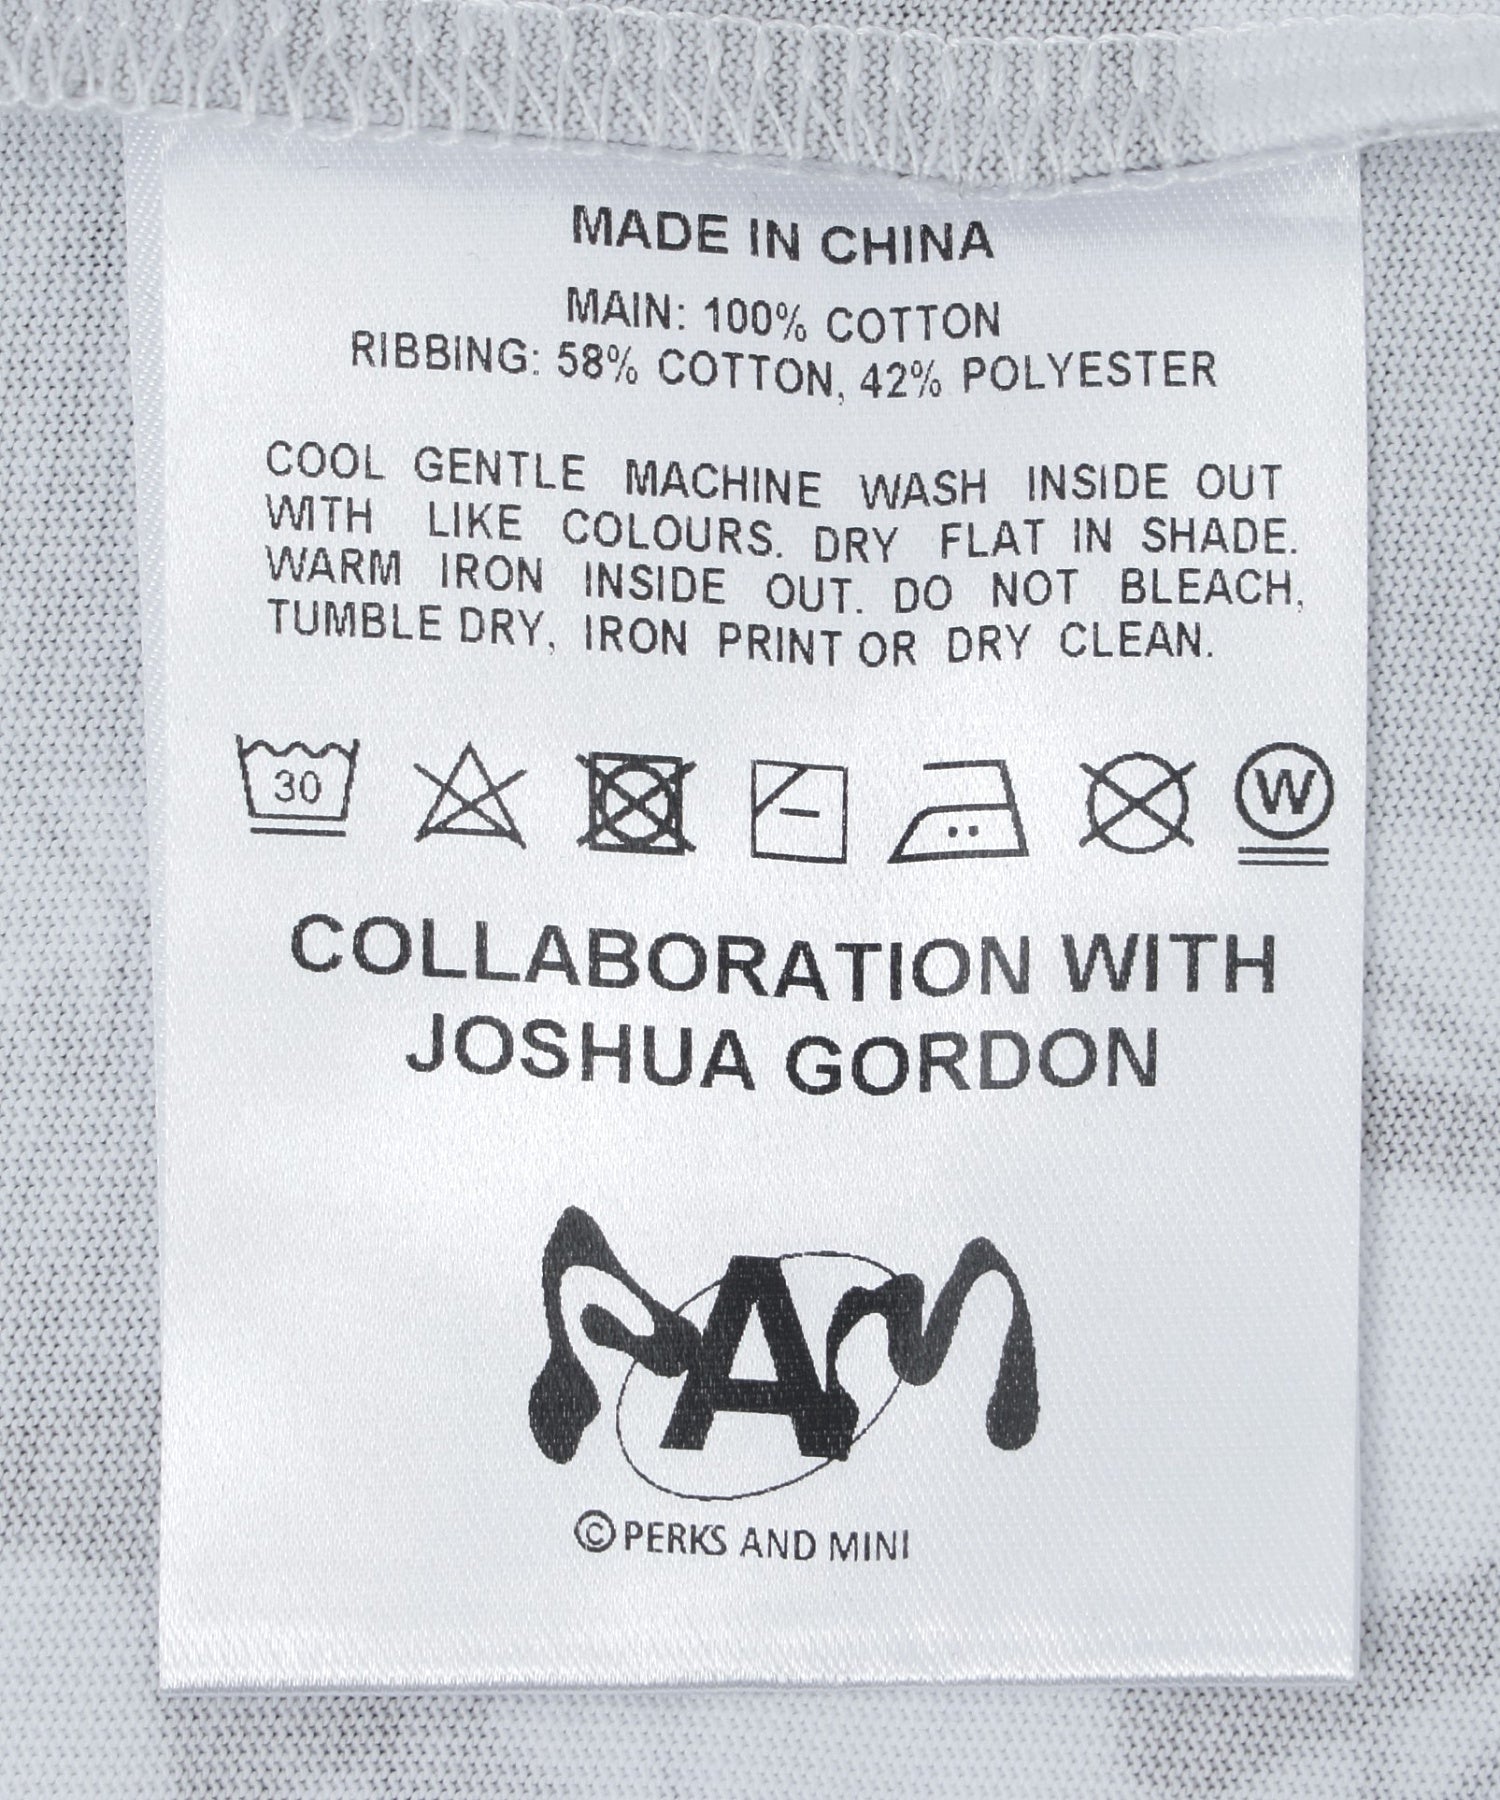 MADE IN CHINA
MAIN: 100% COTTON
RIBBING: 58% COTTON, 42% POLYESTER
COOL GENTLE MACHINE WASH INSIDE OUT
WITH LIKE COLOURS. DRY FLAT IN SHADE.
WARM IRON INSIDE OUT. DO NOT BLEACH,
TUMBLE DRY, IRON PRINT OR DRY CLEAN.
30 W
COLLABORATION WITH
JOSHUA GORDON
PAM
© PERKS AND MINI